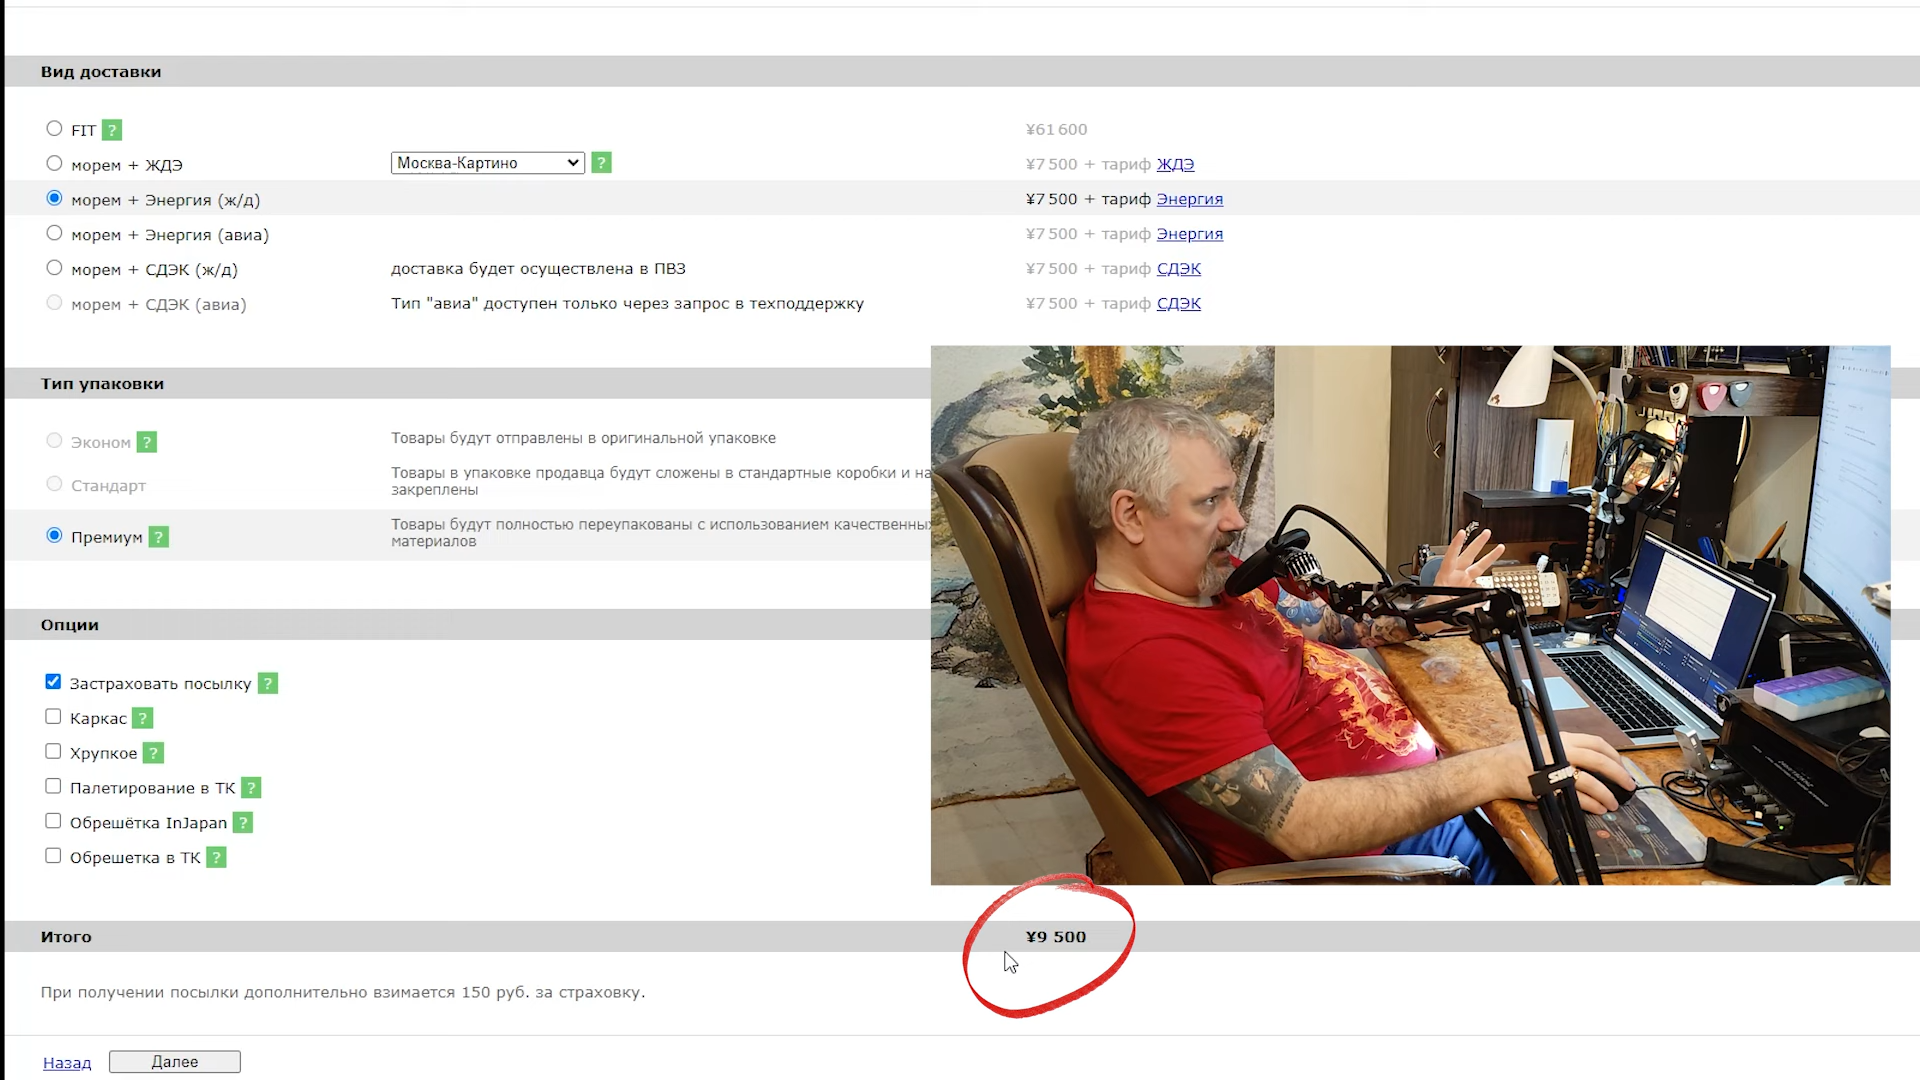 Вид доставки
FIT ? ¥61 600
морем + ЖДЭ Москва-Картино ? ¥7 500 + тариф ЖДЭ
морем + Энергия (ж/д) ¥7 500 + тариф Энергия
морем + Энергия (авиа) ¥7 500 + тариф Энергия
морем + СДЭК (ж/д) доставка будет осуществлена в ПВЗ ¥7 500 + тариф СДЭК
морем + СДЭК (авиа) Тип "авиа" доступен только через запрос в техподдержку ¥7 500 + тариф СДЭК
Тип упаковки
Эконом ? Товары будут отправлены в оригинальной упаковке
Стандарт Товары в упаковке продавца будут сложены в стандартные коробки и на
закреплены
Премиум ? Товары будут полностью переупакованы с использованием качественных
материалов
Опции
Застраховать посылку ?
Каркас ?
Хрупкое ?
Палетирование в ТК ?
Обрешётка InJapan ?
Обрешетка в ТК ?
Итого ¥9 500
При получении посылки дополнительно взимается 150 руб. за страховку.
Назад Далее